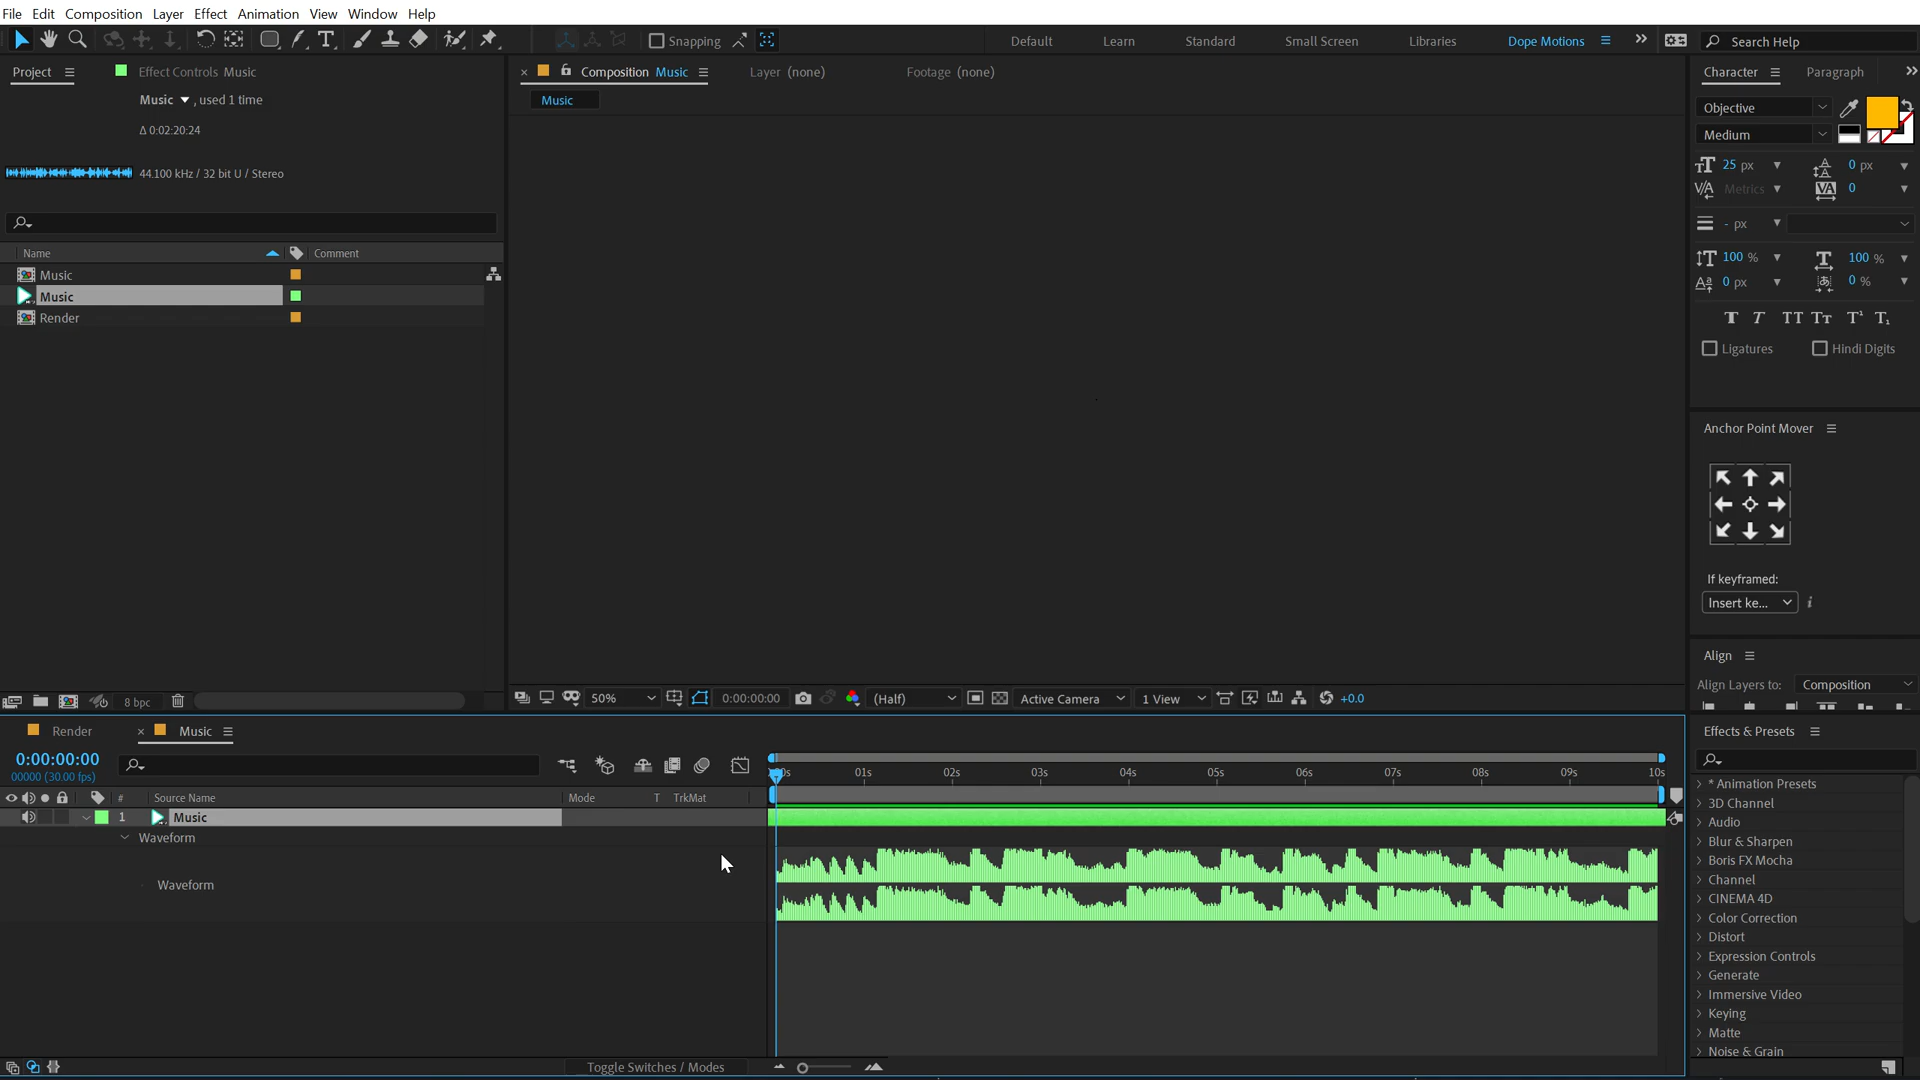 File Edit Composition Layer Effect Animation View Window Help
Snapping Default Learn Standard Small Screen Libraries Dope Motions Search Help
Project Effect Controls Music Composition Music Layer (none) Footage (none) Character Paragraph
Music , used 1 time Music
Δ 0:02:20:24
44.100 kHz / 32 bit U / Stereo
Name Comment
Music
Music
Render
Objective
Medium
25 px 0 px
Metrics 0
- px
100 % 100 %
0 px 0 %
T T TT Tt T¹ T₁
Ligatures Hindi Digits
Anchor Point Mover
If keyframed:
Insert ke...
Align
Align Layers to: Composition
8 bpc 50% 0:00:00:00 (Half) Active Camera 1 View +0.0
Render Music
0:00:00:00
00000 (30.00 fps)
01s 02s 03s 04s 05s 06s 07s 08s 09s 10s
# Source Name Mode T TrkMat
1 Music
Waveform
Waveform
Toggle Switches / Modes
Effects & Presets
* Animation Presets
3D Channel
Audio
Blur & Sharpen
Boris FX Mocha
Channel
CINEMA 4D
Color Correction
Distort
Expression Controls
Generate
Immersive Video
Keying
Matte
Noise & Grain